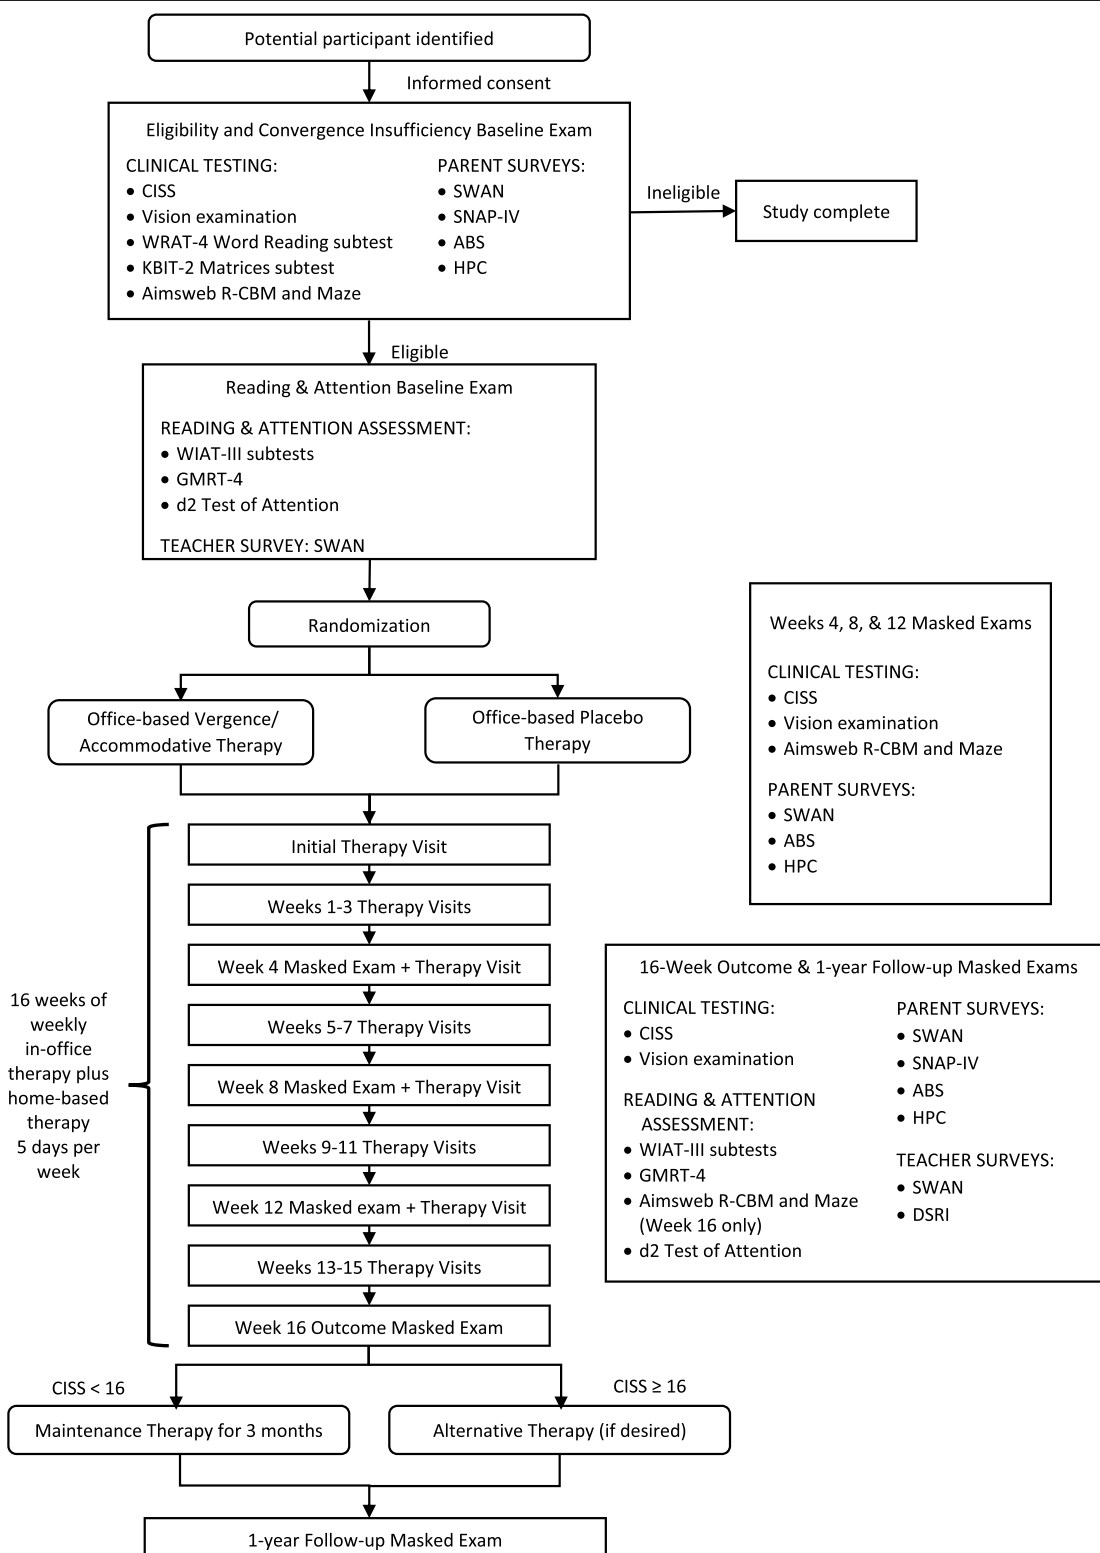 Potential participant identified
Informed consent
Eligibility and Convergence Insufficiency Baseline Exam
CLINICAL TESTING:
• CISS
• Vision examination
• WRAT-4 Word Reading subtest
• KBIT-2 Matrices subtest
• Aimsweb R-CBM and Maze
PARENT SURVEYS:
• SWAN
• SNAP-IV
• ABS
• HPC
Ineligible
Study complete
Eligible
Reading & Attention Baseline Exam
READING & ATTENTION ASSESSMENT:
• WIAT-III subtests
• GMRT-4
• d2 Test of Attention
TEACHER SURVEY: SWAN
Randomization
Office-based Vergence/
Accommodative Therapy
Office-based Placebo
Therapy
Weeks 4, 8, & 12 Masked Exams
CLINICAL TESTING:
• CISS
• Vision examination
• Aimsweb R-CBM and Maze
PARENT SURVEYS:
• SWAN
• ABS
• HPC
16 weeks of
weekly
in-office
therapy plus
home-based
therapy
5 days per
week
Initial Therapy Visit
Weeks 1-3 Therapy Visits
Week 4 Masked Exam + Therapy Visit
Weeks 5-7 Therapy Visits
Week 8 Masked Exam + Therapy Visit
Weeks 9-11 Therapy Visits
Week 12 Masked exam + Therapy Visit
Weeks 13-15 Therapy Visits
Week 16 Outcome Masked Exam
16-Week Outcome & 1-year Follow-up Masked Exams
CLINICAL TESTING:
• CISS
• Vision examination
READING & ATTENTION
ASSESSMENT:
• WIAT-III subtests
• GMRT-4
• Aimsweb R-CBM and Maze
(Week 16 only)
• d2 Test of Attention
PARENT SURVEYS:
• SWAN
• SNAP-IV
• ABS
• HPC
TEACHER SURVEYS:
• SWAN
• DSRI
CISS < 16
CISS ≥ 16
Maintenance Therapy for 3 months
Alternative Therapy (if desired)
1-year Follow-up Masked Exam